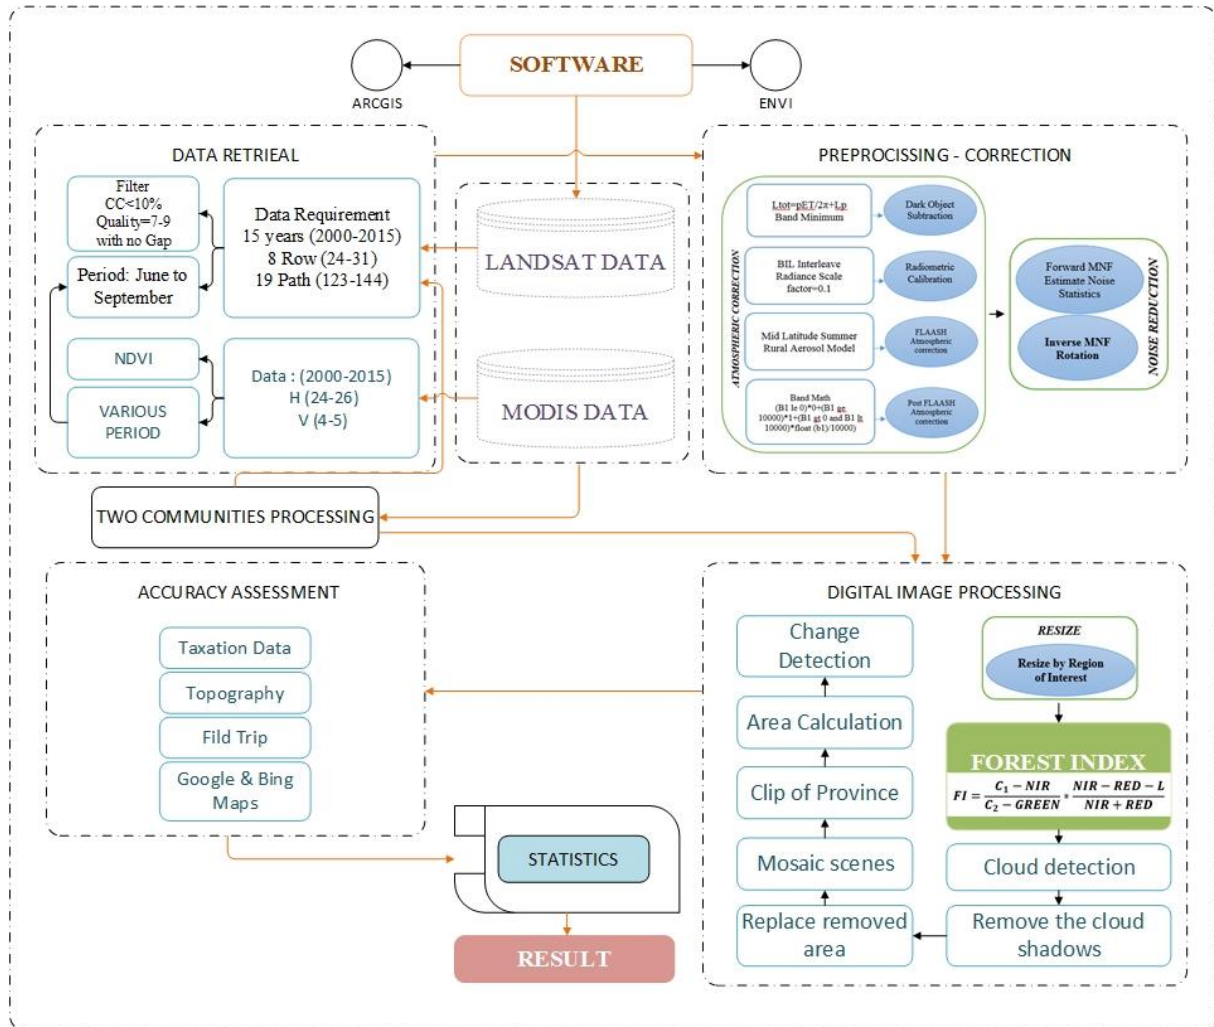 SOFTWARE
ARCGIS
ENVI
DATA RETRIEAL
Filter
CC<10%
Quality=7-9
with no Gap
Period: June to
September
Data Requirement
15 years (2000-2015)
8 Row (24-31)
19 Path (123-144)
NDVI
VARIOUS
PERIOD
Data : (2000-2015)
H (24-26)
V (4-5)
LANDSAT DATA
MODIS DATA
PREPROCISSING - CORRECTION
ATMOSPHERIC CORRECTION
Ltot=pET/2π+Lp
Band Minimum
Dark Object
Subtraction
BIL Interleave
Radiance Scale
factor=0.1
Radiometric
Calibration
Mid Latitude Summer
Rural Aerosol Model
FLAASH
Atmospheric
correction
Band Math
(B1 le 0)*0+(B1 ge
10000)*1+(B1 gt 0 and B1 lt
10000)*float (b1)/10000)
Post FLAASH
Atmospheric
correction
Forward MNF
Estimate Noise
Statistics
Inverse MNF
Rotation
NOISE REDUCTION
TWO COMMUNITIES PROCESSING
ACCURACY ASSESSMENT
Taxation Data
Topography
Fild Trip
Google & Bing
Maps
STATISTICS
RESULT
DIGITAL IMAGE PROCESSING
Change
Detection
Area Calculation
Clip of Province
Mosaic scenes
Replace removed
area
RESIZE
Resize by Region
of Interest
FOREST INDEX
FI = (C₁ − NIR)/(C₂ − GREEN) * (NIR − RED − L)/(NIR + RED)
Cloud detection
Remove the cloud
shadows